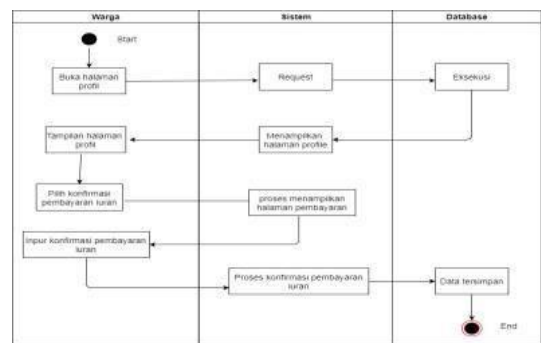 Warga
Sistem
Database
Start
Buka halaman
profil
Request
Eksekusi
Tampilan halaman
profil
Menampilkan
halaman profile
Pilih konfirmasi
pembayaran iuran
proses menampilkan
halaman pembayaran
Inpur konfirmasi pembayaran
iuran
Proses konfirmasi pembayaran
iuran
Data tersimpan
End